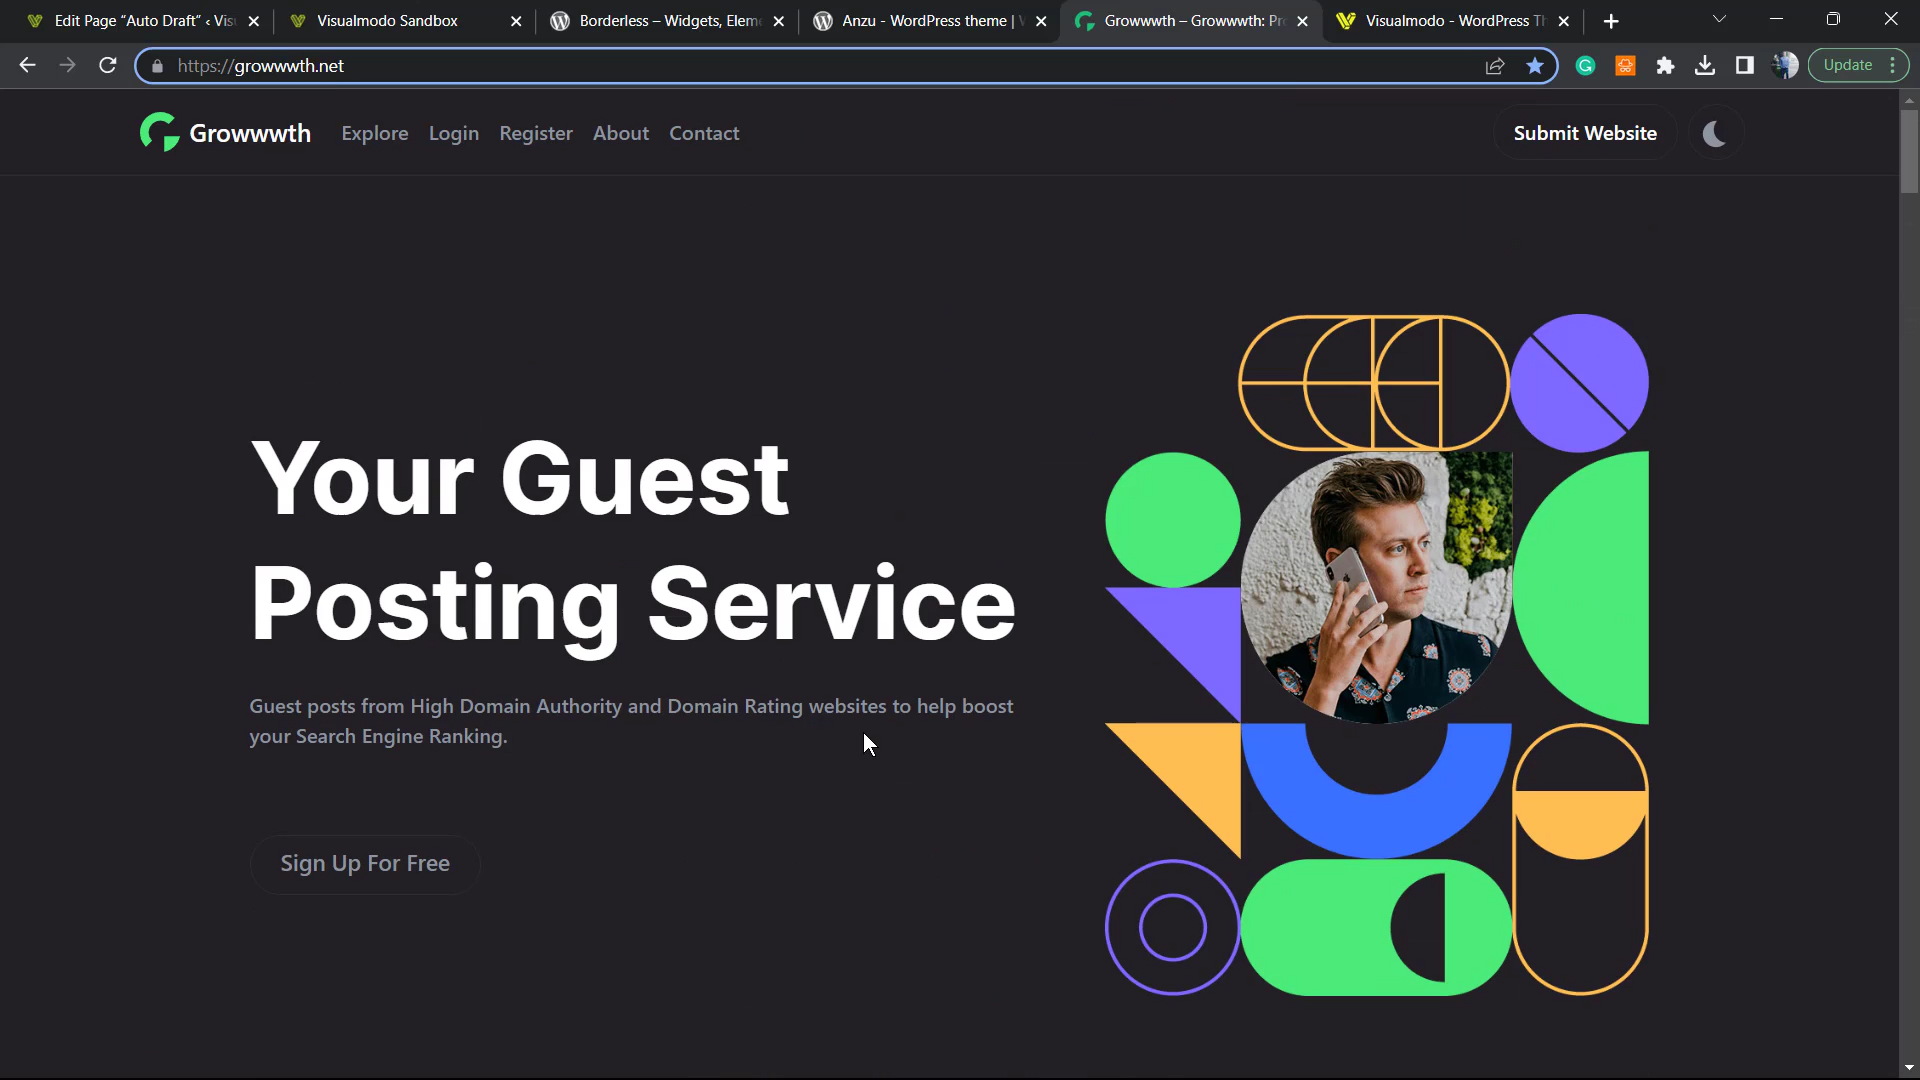 Edit Page “Auto Draft” ‹ Vis
Visualmodo Sandbox
Borderless – Widgets, Elem
Anzu - WordPress theme |
Growwwth – Growwwth: Pr
Visualmodo - WordPress Th
https://growwwth.net
Update
Growwwth
Explore
Login
Register
About
Contact
Submit Website
Your Guest
Posting Service
Guest posts from High Domain Authority and Domain Rating websites to help boost
your Search Engine Ranking.
Sign Up For Free